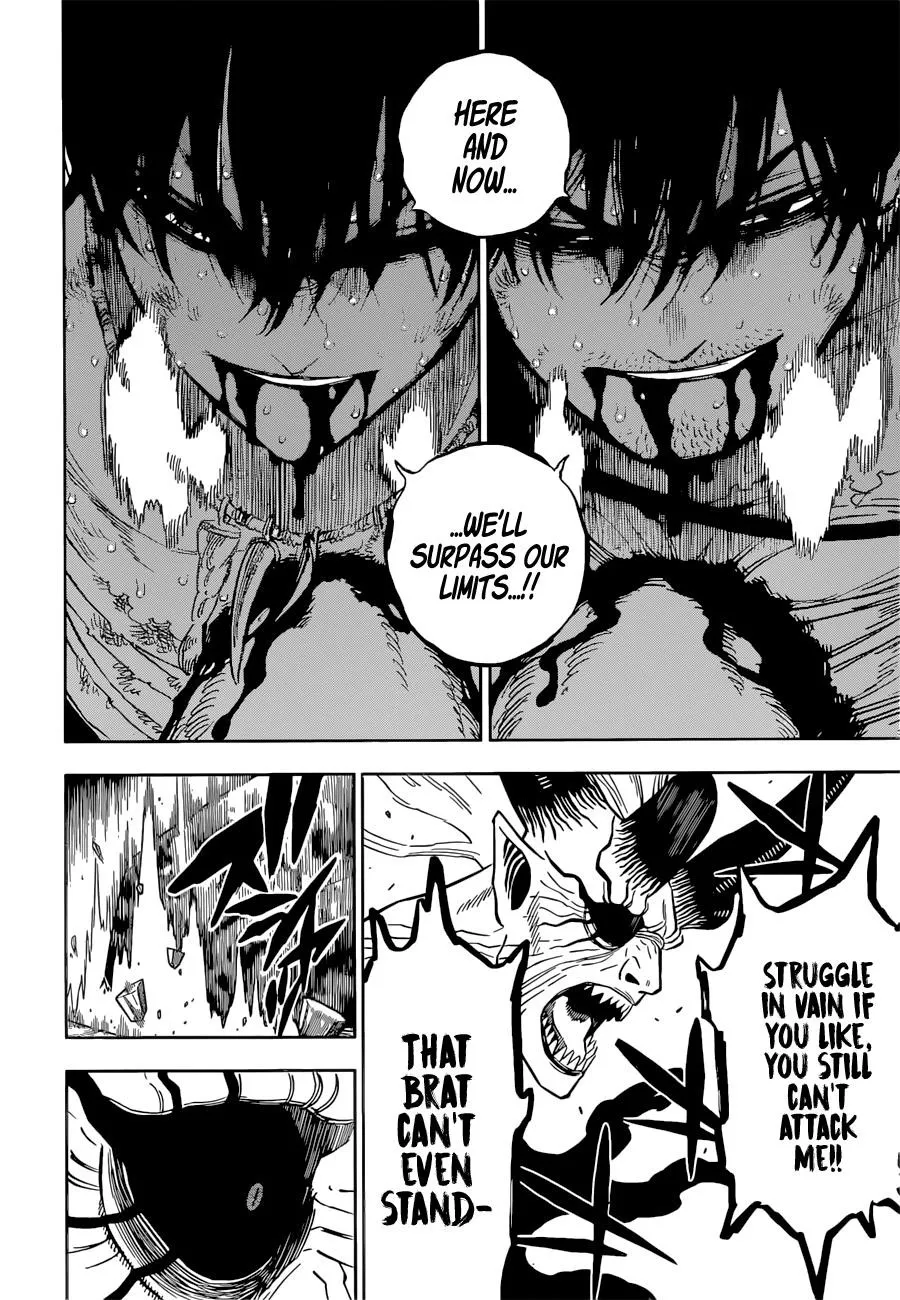 HERE
AND
NOW...
...WE'LL
SURPASS OUR
LIMITS...!!
STRUGGLE
IN VAIN IF
YOU LIKE,
YOU STILL
CAN'T
ATTACK
ME!!
THAT
BRAT
CAN'T
EVEN
STAND-